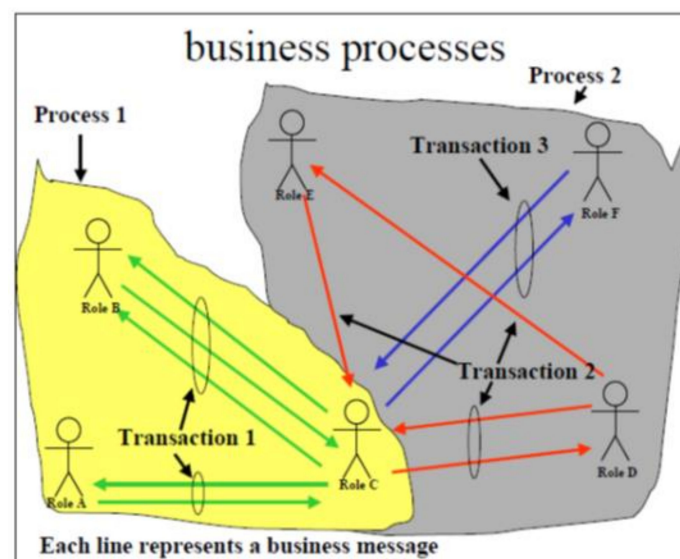 business processes
Process 2
Process 1
Transaction 3
Role E
Role F
Role B
Transaction 2
Transaction 1
Role C
Role D
Role A
Each line represents a business message